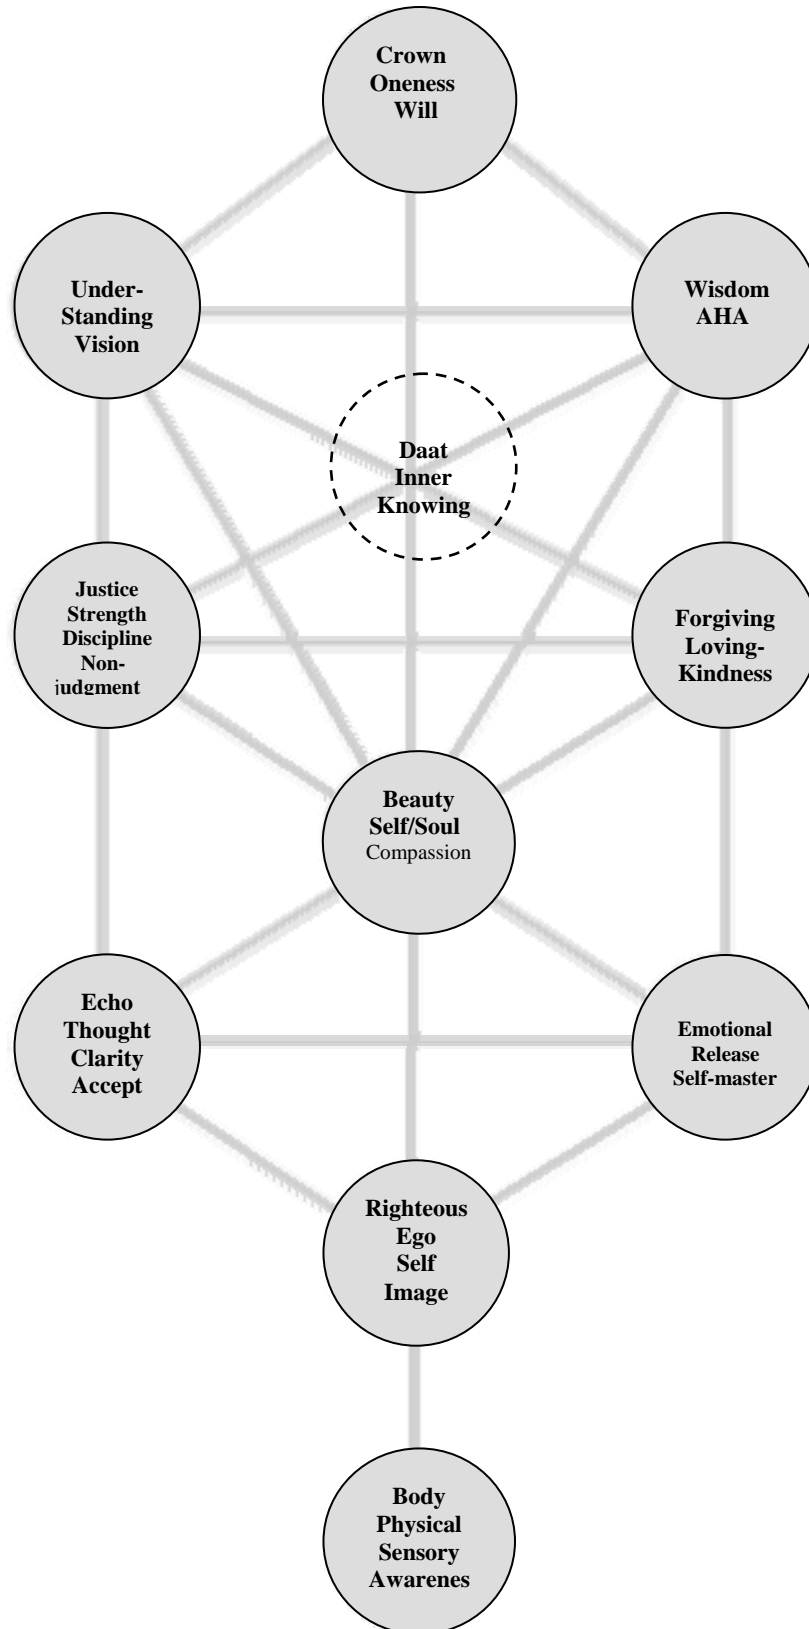 Crown
Oneness
Will
Under-
Standing
Vision
Wisdom
AHA
Daat
Inner
Knowing
Justice
Strength
Discipline
Non-
judgment
Forgiving
Loving-
Kindness
Beauty
Self/Soul
Compassion
Echo
Thought
Clarity
Accept
Emotional
Release
Self-master
Righteous
Ego
Self
Image
Body
Physical
Sensory
Awarenes